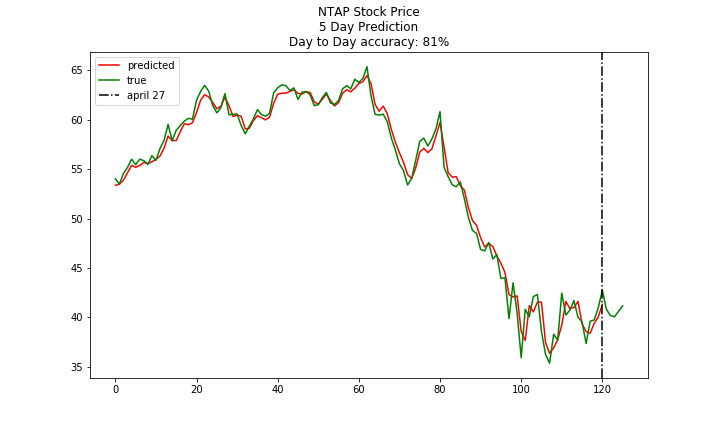 NTAP Stock Price
5 Day Prediction
Day to Day accuracy: 81%
predicted
true
april 27
65
60
55
50
45
40
35
0 20 40 60 80 100 120